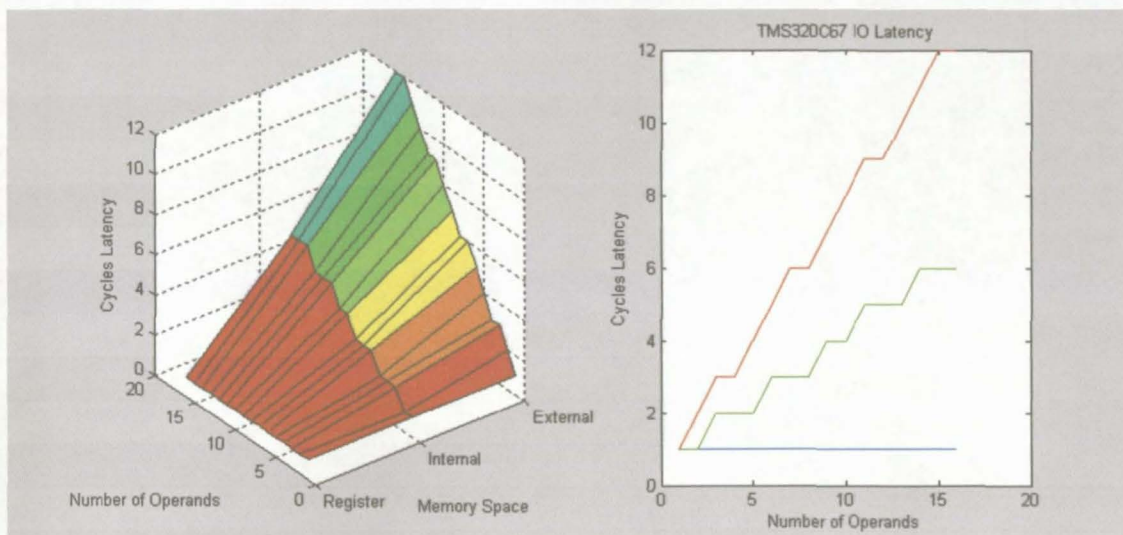 12
10
8
6
4
2
0
Cycles Latency
20
15
10
5
0
Number of Operands
Register
Internal
External
Memory Space
TMS320C67 IO Latency
12
10
8
6
4
2
0
Cycles Latency
0
5
10
15
20
Number of Operands